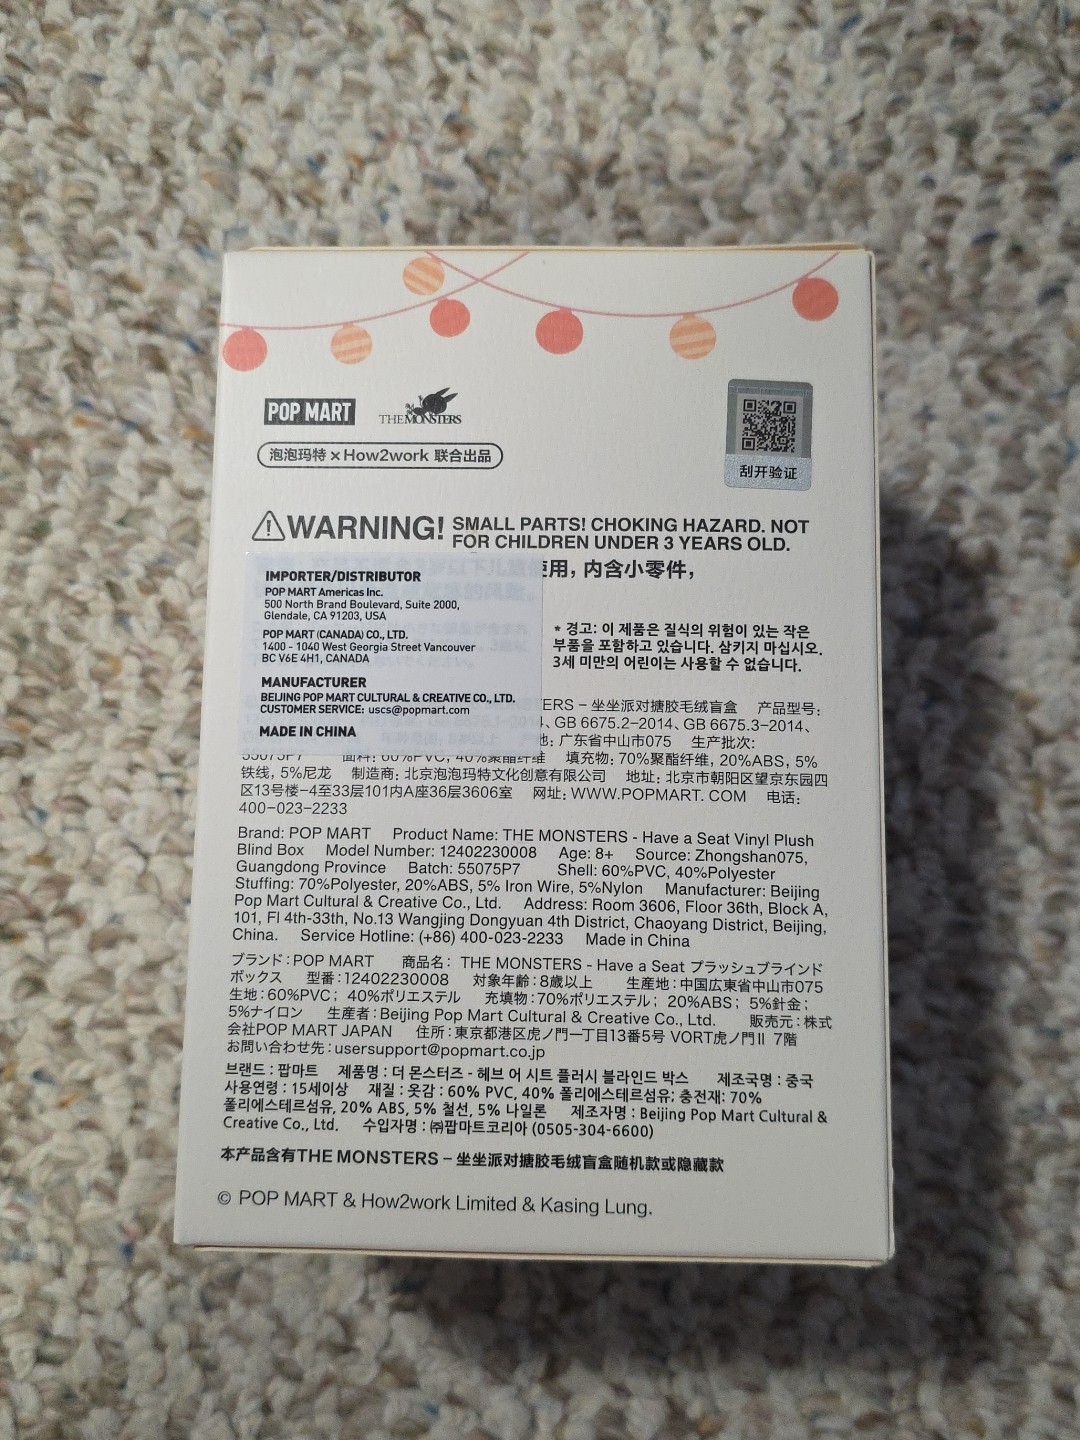 POP MART THE MONSTERS
泡泡玛特 × How2work 联合出品
刮开验证
WARNING! SMALL PARTS! CHOKING HAZARD. NOT
FOR CHILDREN UNDER 3 YEARS OLD.
使用, 内含小零件,
IMPORTER/DISTRIBUTOR
POP MART Americas Inc.
500 North Brand Boulevard, Suite 2000,
Glendale, CA 91203, USA
POP MART (CANADA) CO., LTD.
1400 - 1040 West Georgia Street Vancouver
BC V6E 4H1, CANADA
MANUFACTURER
BEIJING POP MART CULTURAL & CREATIVE CO., LTD.
CUSTOMER SERVICE: uscs@popmart.com
MADE IN CHINA
* 경고: 이 제품은 질식의 위험이 있는 작은
부품을 포함하고 있습니다. 삼키지 마십시오.
3세 미만의 어린이는 사용할 수 없습니다.
ERS - 坐坐派对搪胶毛绒盲盒 产品型号:
、GB 6675.2-2014、GB 6675.3-2014、
地: 广东省中山市075 生产批次:
55075P7 面料: 60%PVC, 40%聚酯纤维 填充物: 70%聚酯纤维, 20%ABS, 5%
铁线, 5%尼龙 制造商: 北京泡泡玛特文化创意有限公司 地址: 北京市朝阳区望京东园四
区13号楼-4至33层101内A座36层3606室 网址: WWW.POPMART. COM 电话:
400-023-2233
Brand: POP MART Product Name: THE MONSTERS - Have a Seat Vinyl Plush
Blind Box Model Number: 12402230008 Age: 8+ Source: Zhongshan075,
Guangdong Province Batch: 55075P7 Shell: 60%PVC, 40%Polyester
Stuffing: 70%Polyester, 20%ABS, 5% Iron Wire, 5%Nylon Manufacturer: Beijing
Pop Mart Cultural & Creative Co., Ltd. Address: Room 3606, Floor 36th, Block A,
101, Fl 4th-33th, No.13 Wangjing Dongyuan 4th District, Chaoyang District, Beijing,
China. Service Hotline: (+86) 400-023-2233 Made in China
ブランド: POP MART 商品名: THE MONSTERS - Have a Seat プラッシュブラインド
ボックス 型番: 12402230008 対象年齢: 8歳以上 生産地: 中国広東省中山市075
生地: 60%PVC; 40%ポリエステル 充填物: 70%ポリエステル; 20%ABS; 5%針金;
5%ナイロン 生産者: Beijing Pop Mart Cultural & Creative Co., Ltd. 販売元: 株式
会社POP MART JAPAN 住所: 東京都港区虎ノ門一丁目13番5号 VORT虎ノ門II 7階
お問い合わせ先: usersupport@popmart.co.jp
브랜드 : 팝마트 제품명 : 더 몬스터즈 - 헤브 어 시트 플러시 블라인드 박스 제조국명 : 중국
사용연령 : 15세이상 재질 : 옷감 : 60% PVC, 40% 폴리에스테르섬유; 충전재: 70%
폴리에스테르섬유, 20% ABS, 5% 철선, 5% 나일론 제조자명 : Beijing Pop Mart Cultural &
Creative Co., Ltd. 수입자명 : ㈜팝마트코리아 (0505-304-6600)
本产品含有THE MONSTERS - 坐坐派对搪胶毛绒盲盒随机款或隐藏款
© POP MART & How2work Limited & Kasing Lung.